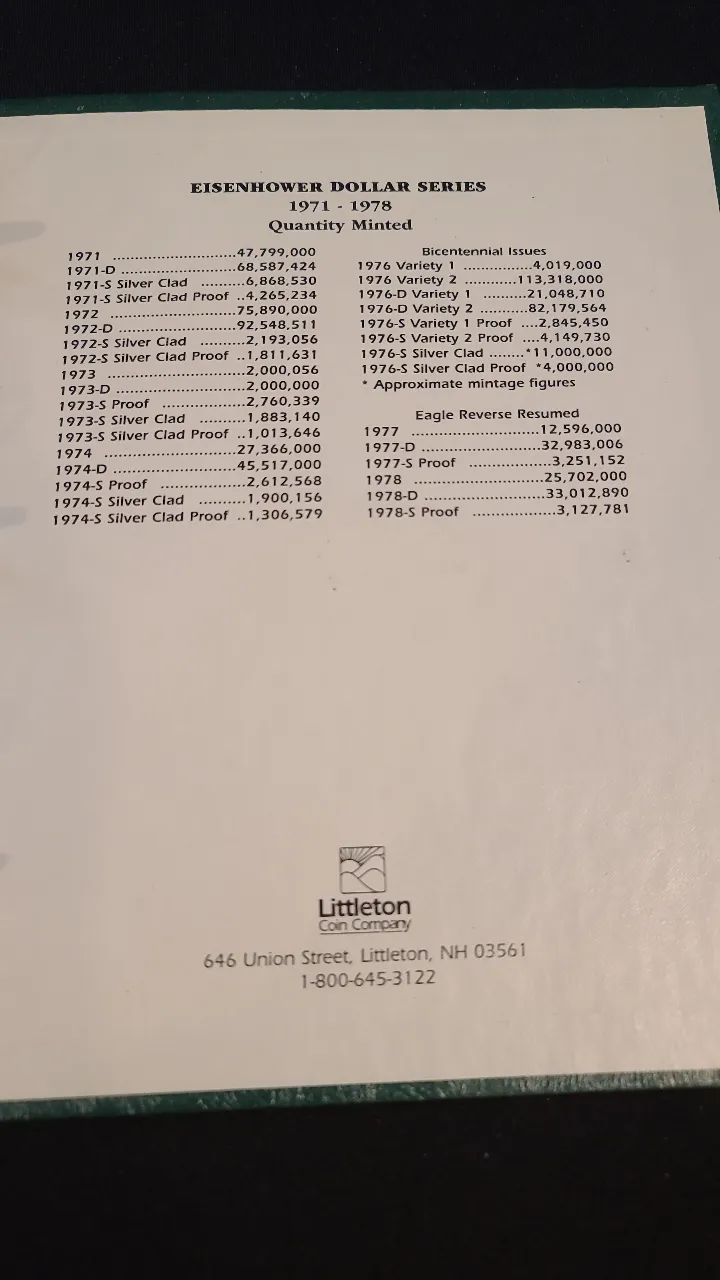 EISENHOWER DOLLAR SERIES
1971 - 1978
Quantity Minted
1971 ..........................47,799,000
1971-D ........................68,587,424
1971-S Silver Clad .........6,868,530
1971-S Silver Clad Proof ..4,265,234
1972 ..........................75,890,000
1972-D ........................92,548,511
1972-S Silver Clad .........2,193,056
1972-S Silver Clad Proof ..1,811,631
1973 ............................2,000,056
1973-D ..........................2,000,000
1973-S Proof .................2,760,339
1973-S Silver Clad ..........1,883,140
1973-S Silver Clad Proof ..1,013,646
1974 ...........................27,366,000
1974-D .........................45,517,000
1974-S Proof .................2,612,568
1974-S Silver Clad .........1,900,156
1974-S Silver Clad Proof ..1,306,579
Bicentennial Issues
1976 Variety 1 ...............4,019,000
1976 Variety 2 ...........113,318,000
1976-D Variety 1 .........21,048,710
1976-D Variety 2 .........82,179,564
1976-S Variety 1 Proof ....2,845,450
1976-S Variety 2 Proof ....4,149,730
1976-S Silver Clad .......*11,000,000
1976-S Silver Clad Proof *4,000,000
* Approximate mintage figures
Eagle Reverse Resumed
1977 ...........................12,596,000
1977-D .........................32,983,006
1977-S Proof .................3,251,152
1978 ...........................25,702,000
1978-D .........................33,012,890
1978-S Proof .................3,127,781
Littleton
Coin Company
646 Union Street, Littleton, NH 03561
1-800-645-3122